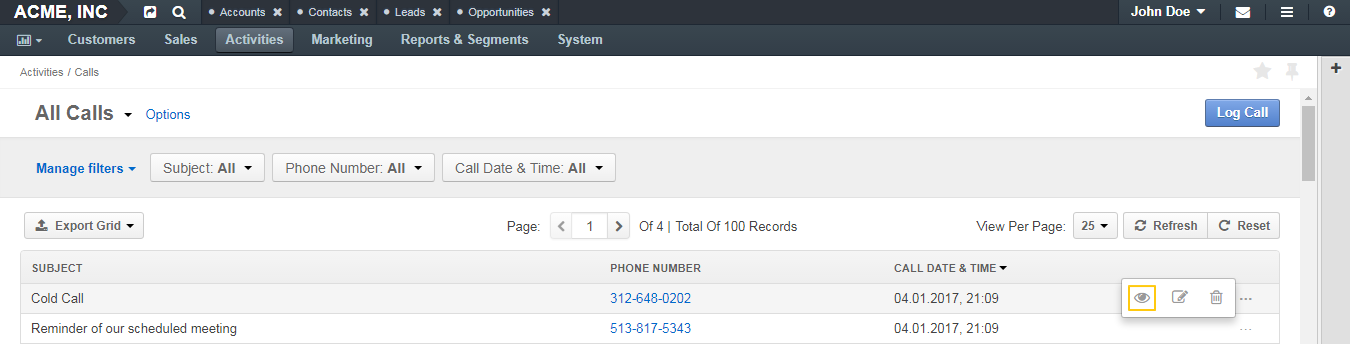 ACME, INC Accounts Contacts Leads Opportunities John Doe
Customers Sales Activities Marketing Reports & Segments System
Activities / Calls
All Calls Options Log Call
Manage filters Subject: All Phone Number: All Call Date & Time: All
Export Grid Page: 1 Of 4 | Total Of 100 Records View Per Page: 25 Refresh Reset
SUBJECT PHONE NUMBER CALL DATE & TIME
Cold Call 312-648-0202 04.01.2017, 21:09
Reminder of our scheduled meeting 513-817-5343 04.01.2017, 21:09